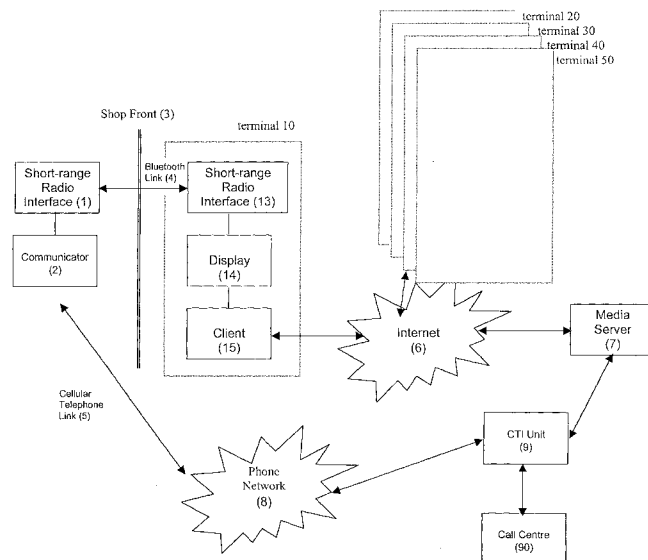 terminal 20
terminal 30
terminal 40
terminal 50
Shop Front (3)
terminal 10
Bluetooth
Link (4)
Short-range
Radio
Interface (1)
Short-range
Radio
Interface (13)
Communicator
(2)
Display
(14)
Client
(15)
Internet
(6)
Media
Server
(7)
Cellular
Telephone
Link (5)
Phone
Network
(8)
CTI Unit
(9)
Call Centre
(90)